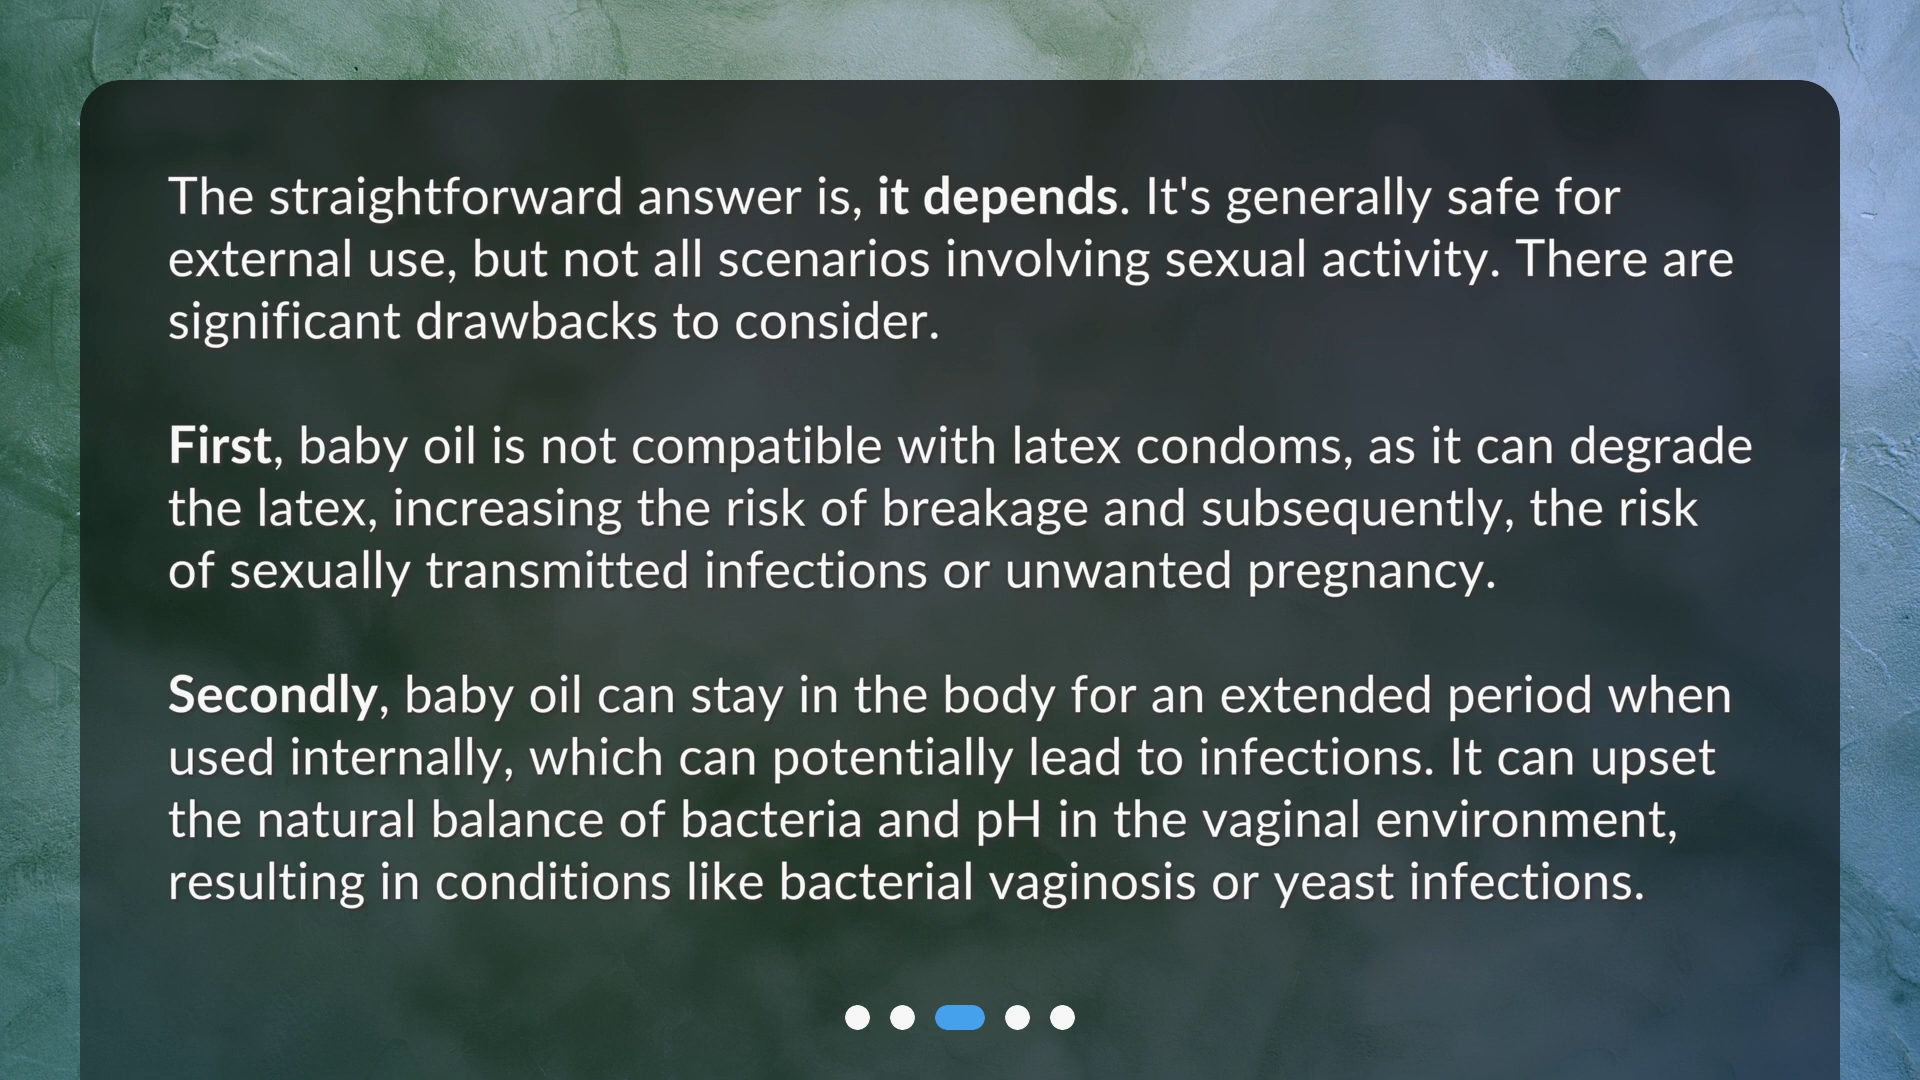 The straightforward answer is, it depends. It's generally safe for
external use, but not all scenarios involving sexual activity. There are
significant drawbacks to consider.
First, baby oil is not compatible with latex condoms, as it can degrade
the latex, increasing the risk of breakage and subsequently, the risk
of sexually transmitted infections or unwanted pregnancy.
Secondly, baby oil can stay in the body for an extended period when
used internally, which can potentially lead to infections. It can upset
the natural balance of bacteria and pH in the vaginal environment,
resulting in conditions like bacterial vaginosis or yeast infections.